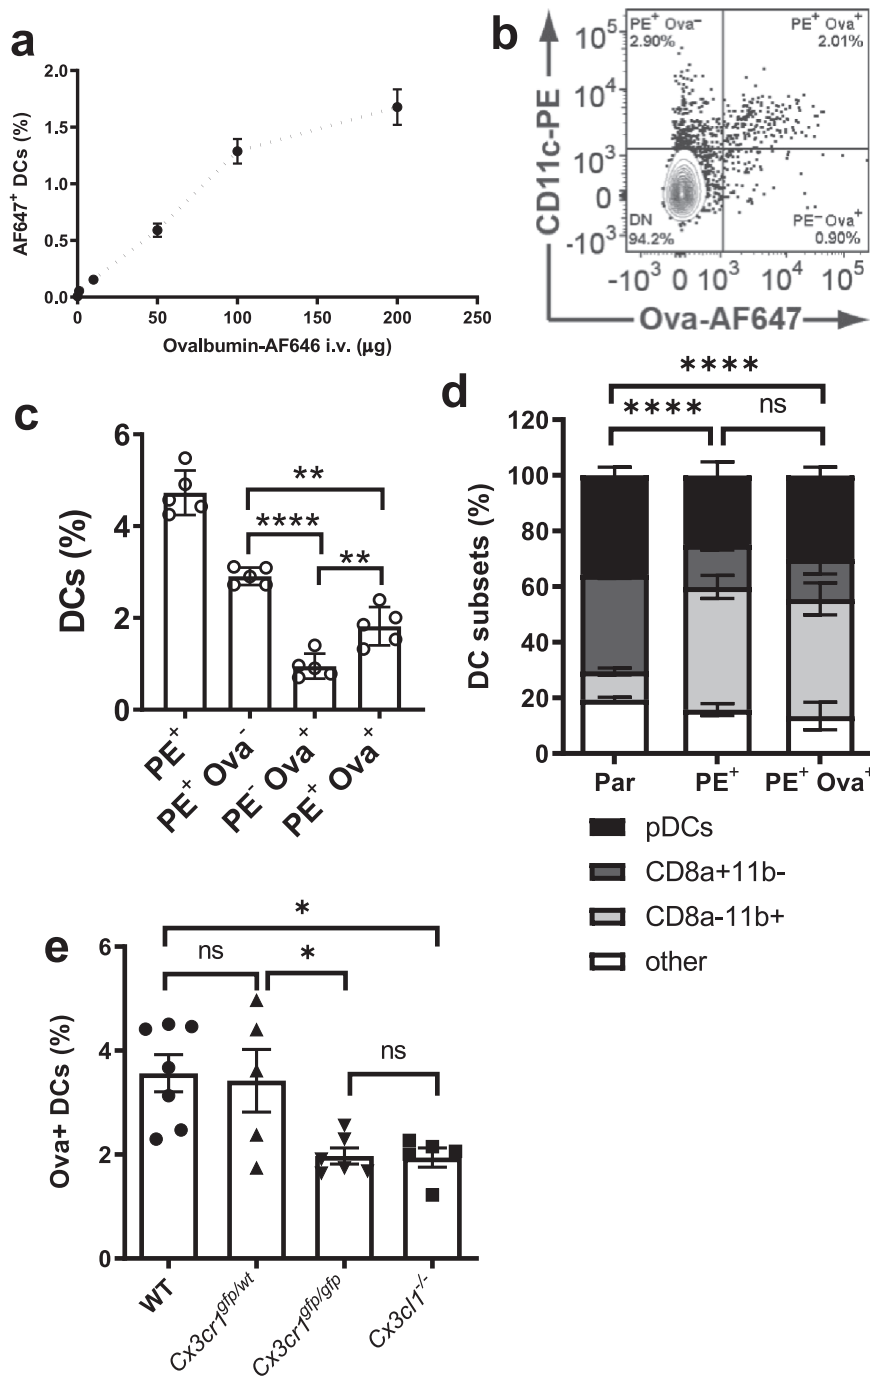 a
2.0
1.5
1.0
0.5
0.0
AF647+ DCs (%)
0 50 100 150 200 250
Ovalbumin-AF646 i.v. (μg)
b
PE+ Ova−
2.90%
PE+ Ova+
2.01%
DN
94.2%
PE− Ova+
0.90%
10^5
10^4
10^3
0
-10^3
CD11c-PE
-10^3 0 10^3 10^4 10^5
Ova-AF647
c
6
4
2
0
DCs (%)
**
****
**
PE+
PE+ Ova-
PE- Ova+
PE+ Ova+
d
****
****
ns
120
100
80
60
40
20
0
DC subsets (%)
Par PE+ PE+ Ova+
pDCs
CD8a+11b-
CD8a-11b+
other
e
*
ns
*
ns
6
4
2
0
Ova+ DCs (%)
WT
Cx3cr1^gfp/wt
Cx3cr1^gfp/gfp
Cx3cl1^-/-